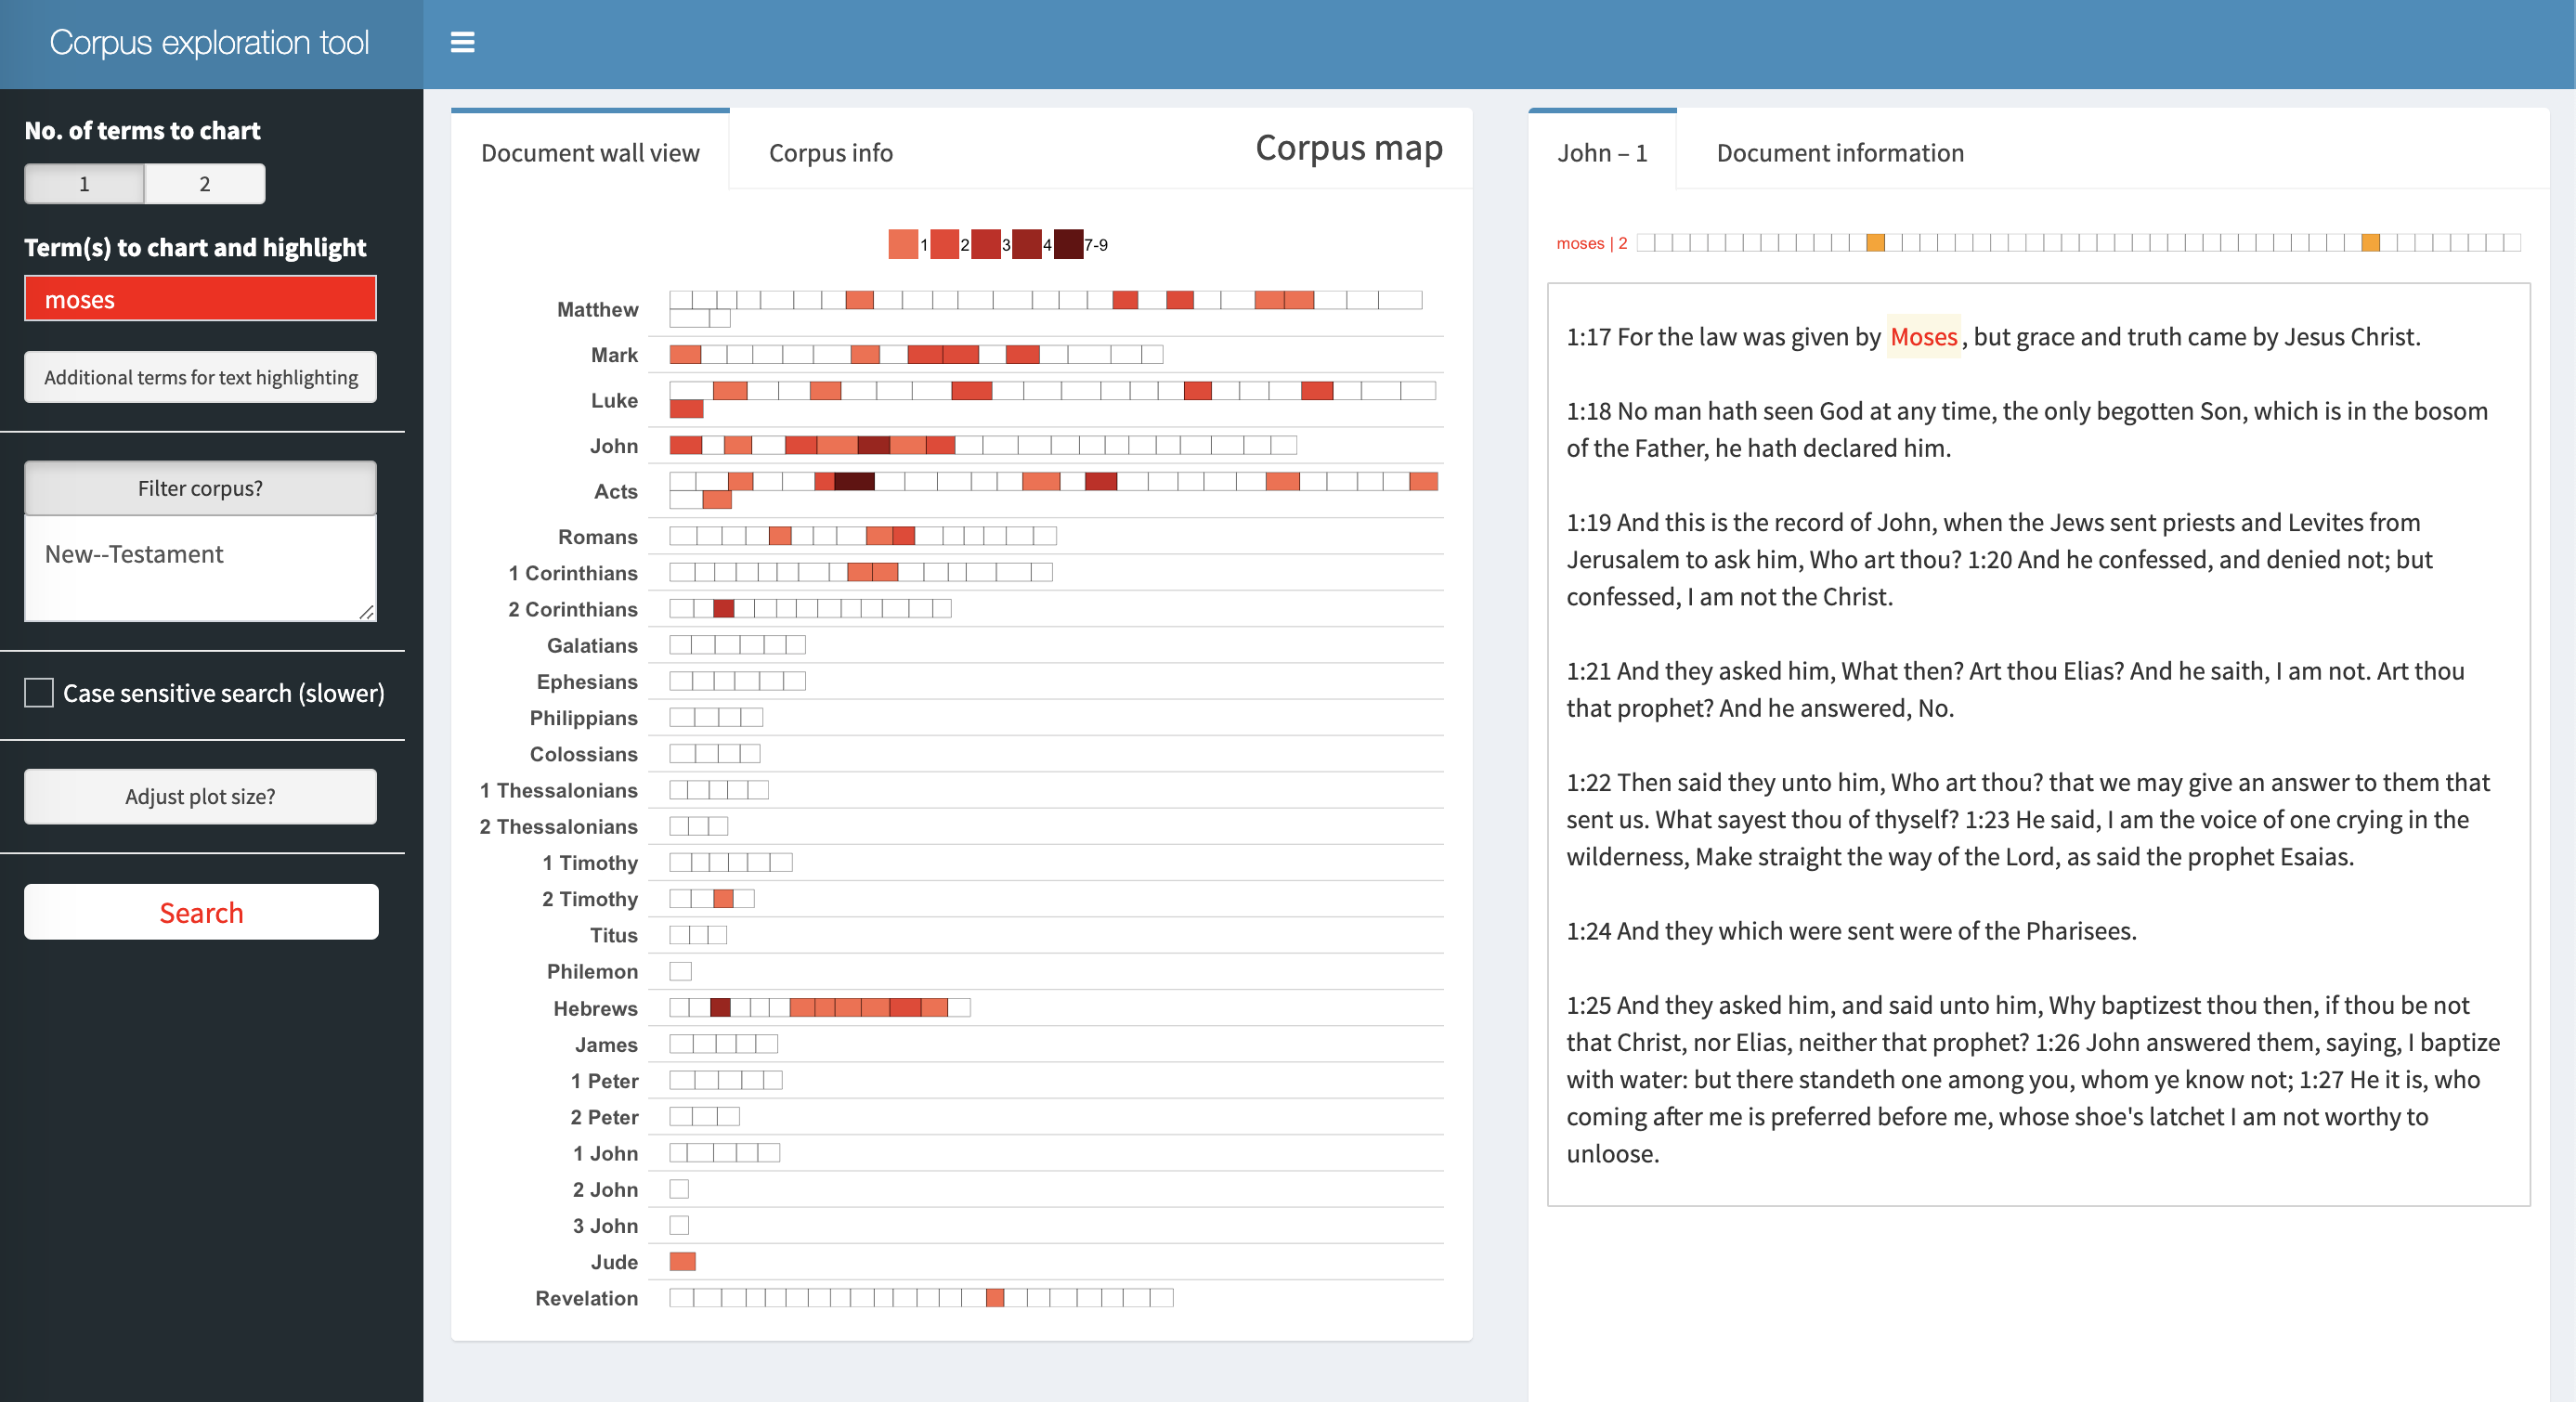 Corpus exploration tool
No. of terms to chart
1 2
Term(s) to chart and highlight
moses
Additional terms for text highlighting
Filter corpus?
New--Testament
Case sensitive search (slower)
Adjust plot size?
Search
Document wall view Corpus info Corpus map
1 2 3 4 7-9
Matthew
Mark
Luke
John
Acts
Romans
1 Corinthians
2 Corinthians
Galatians
Ephesians
Philippians
Colossians
1 Thessalonians
2 Thessalonians
1 Timothy
2 Timothy
Titus
Philemon
Hebrews
James
1 Peter
2 Peter
1 John
2 John
3 John
Jude
Revelation
John – 1 Document information
moses | 2
1:17 For the law was given by Moses, but grace and truth came by Jesus Christ.
1:18 No man hath seen God at any time, the only begotten Son, which is in the bosom
of the Father, he hath declared him.
1:19 And this is the record of John, when the Jews sent priests and Levites from
Jerusalem to ask him, Who art thou? 1:20 And he confessed, and denied not; but
confessed, I am not the Christ.
1:21 And they asked him, What then? Art thou Elias? And he saith, I am not. Art thou
that prophet? And he answered, No.
1:22 Then said they unto him, Who art thou? that we may give an answer to them that
sent us. What sayest thou of thyself? 1:23 He said, I am the voice of one crying in the
wilderness, Make straight the way of the Lord, as said the prophet Esaias.
1:24 And they which were sent were of the Pharisees.
1:25 And they asked him, and said unto him, Why baptizest thou then, if thou be not
that Christ, nor Elias, neither that prophet? 1:26 John answered them, saying, I baptize
with water: but there standeth one among you, whom ye know not; 1:27 He it is, who
coming after me is preferred before me, whose shoe's latchet I am not worthy to
unloose.